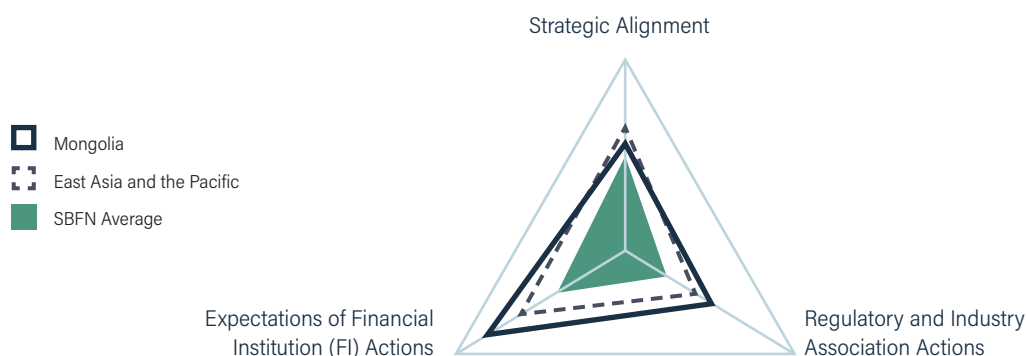 Strategic Alignment
Mongolia
East Asia and the Pacific
SBFN Average
Expectations of Financial
Institution (FI) Actions
Regulatory and Industry
Association Actions